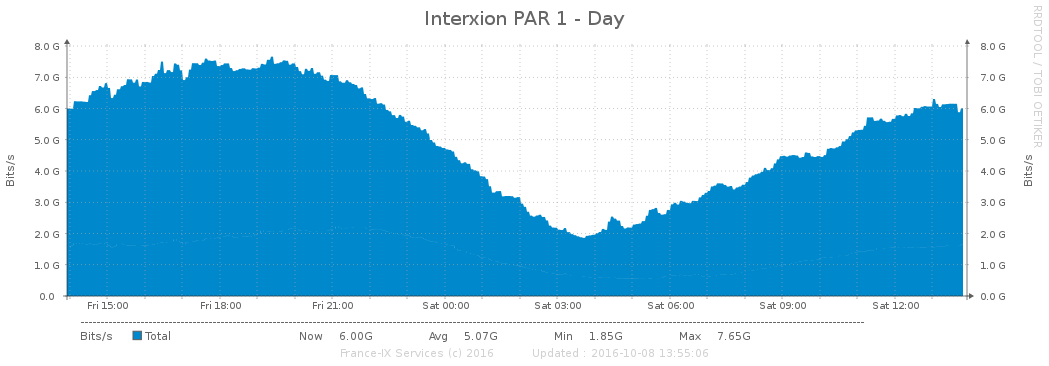 Interxion PAR 1 - Day
RRDTOOL / TOBI OETIKER
Bits/s
8.0 G 8.0 G
7.0 G 7.0 G
6.0 G 6.0 G
5.0 G 5.0 G
4.0 G 4.0 G
3.0 G 3.0 G
2.0 G 2.0 G
1.0 G 1.0 G
0.0 0.0 G
Bits/s
Fri 15:00 Fri 18:00 Fri 21:00 Sat 00:00 Sat 03:00 Sat 06:00 Sat 09:00 Sat 12:00
Bits/s Total Now 6.00G Avg 5.07G Min 1.85G Max 7.65G
France-IX Services (c) 2016 Updated : 2016-10-08 13:55:06